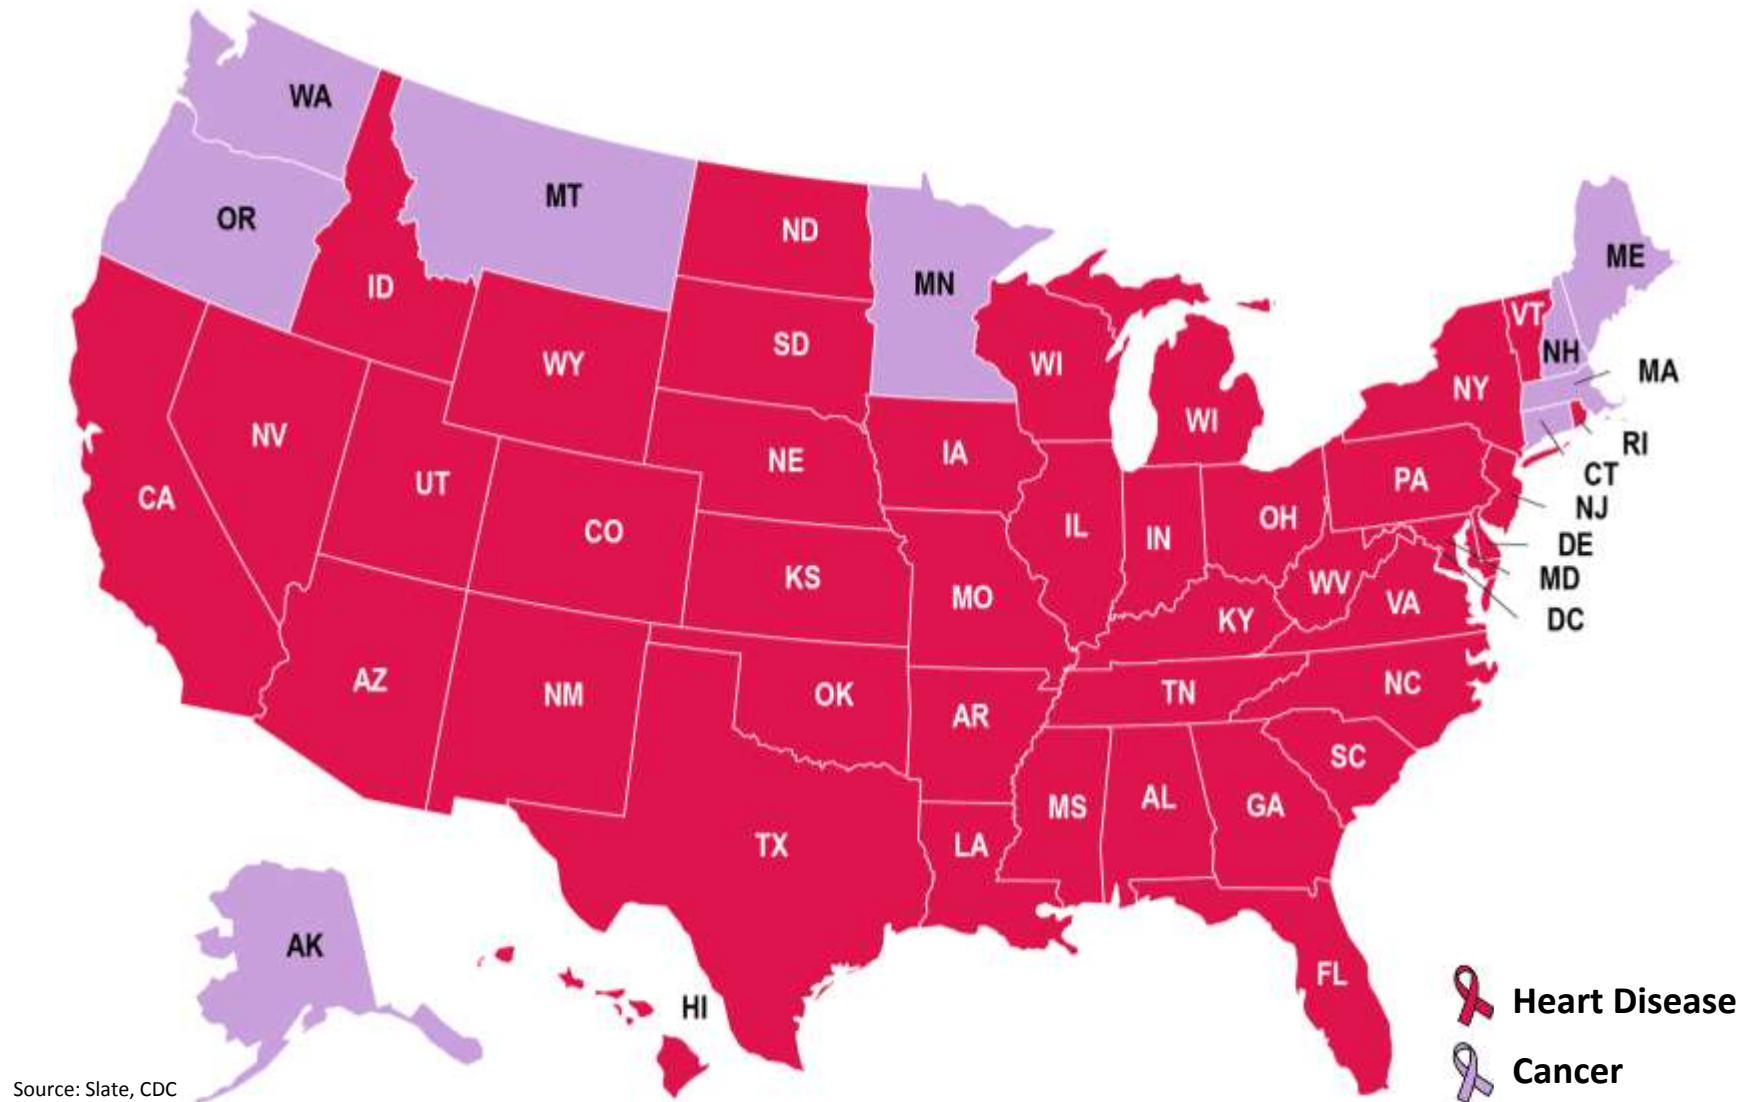 WA
MT
ND
OR
MN
ME
ID
SD
VT
NH
WY
WI
MA
NY
WI
NV
NE
IA
RI
UT
PA
CT
CA
NJ
CO
IL
OH
IN
DE
KS
MD
WV
MO
VA
KY
DC
AZ
NM
OK
TN
NC
AR
SC
MS
AL
GA
TX
LA
AK
FL
HI
Heart Disease
Cancer
Source: Slate, CDC